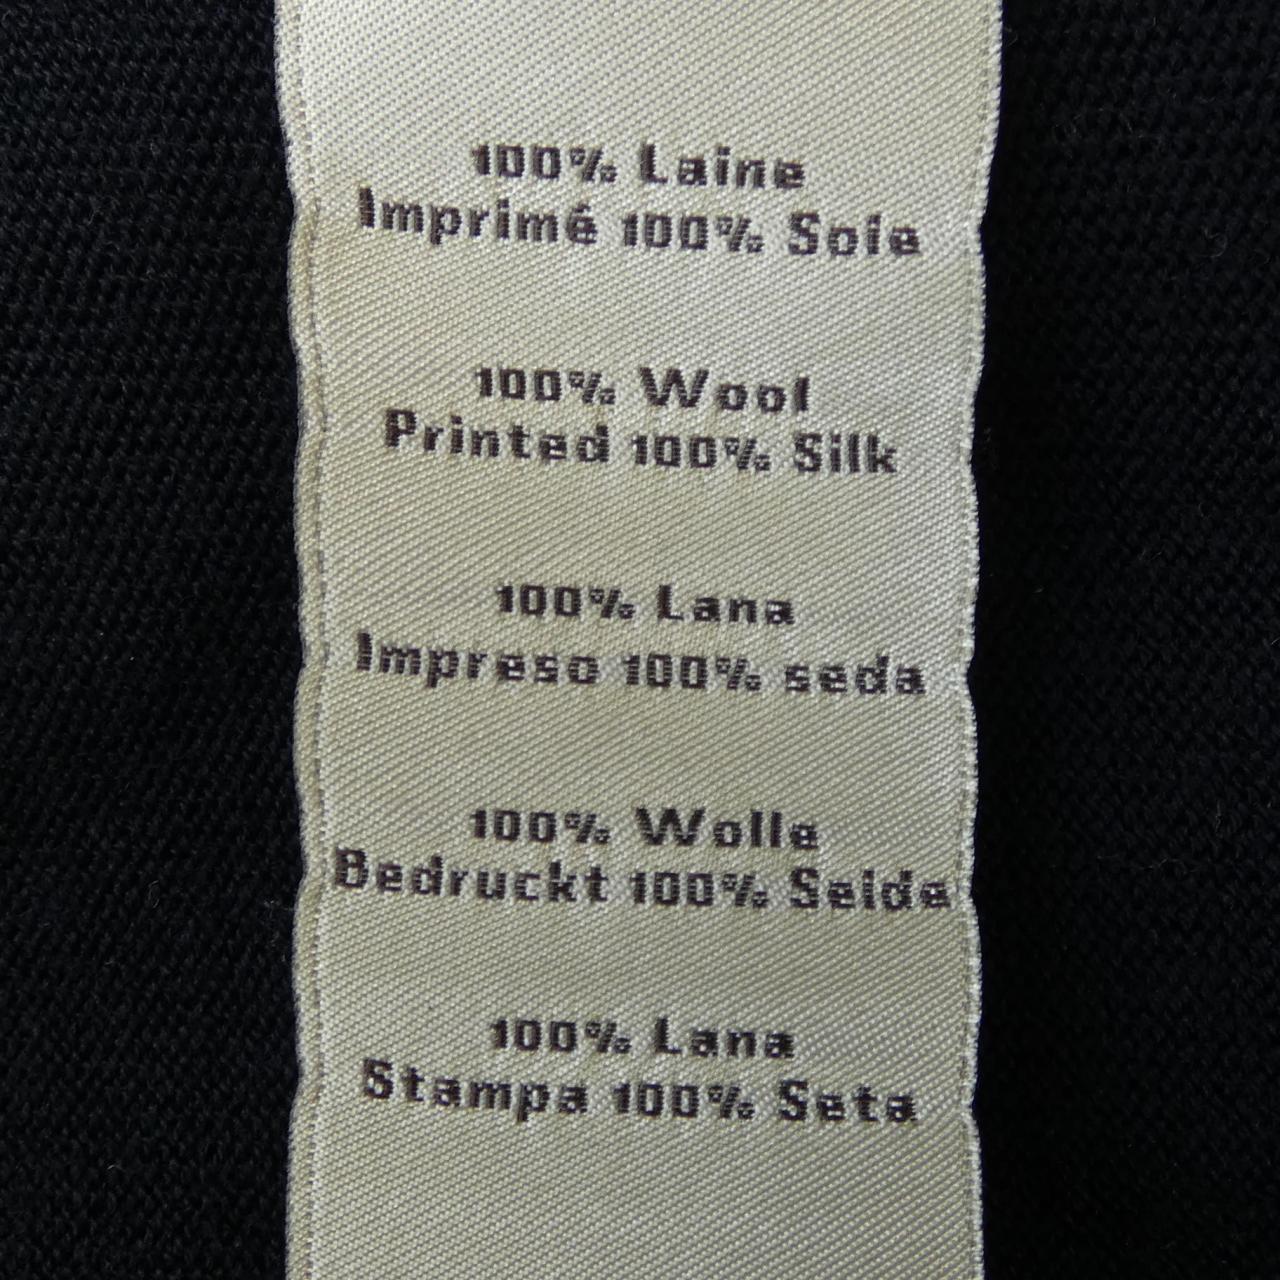 100% Laine
Imprimé 100% Soie
100% Wool
Printed 100% Silk
100% Lana
Impreso 100% seda
100% Wolle
Bedruckt 100% Seide
100% Lana
Stampa 100% Seta